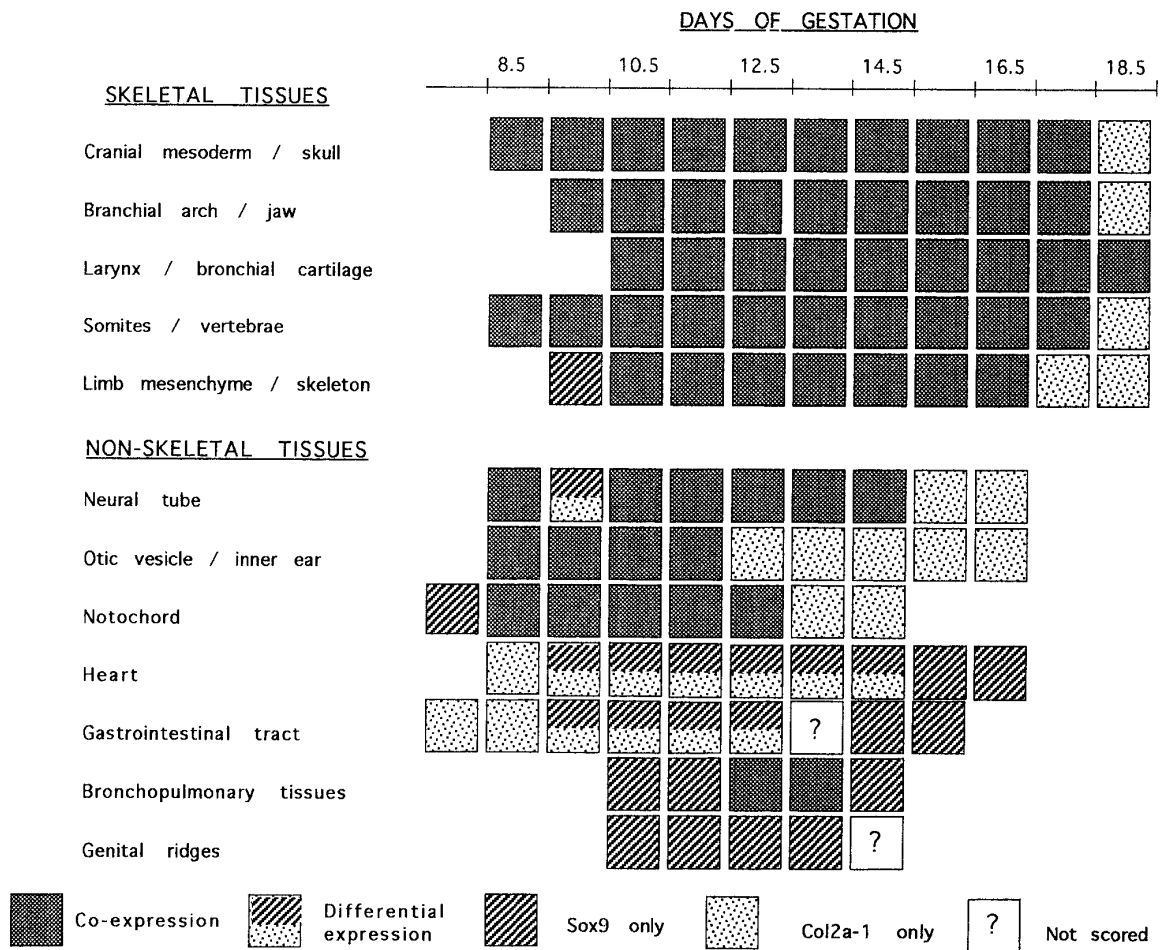 DAYS OF GESTATION
8.5 10.5 12.5 14.5 16.5 18.5
SKELETAL TISSUES
Cranial mesoderm / skull
Branchial arch / jaw
Larynx / bronchial cartilage
Somites / vertebrae
Limb mesenchyme / skeleton
NON-SKELETAL TISSUES
Neural tube
Otic vesicle / inner ear
Notochord
Heart
Gastrointestinal tract
?
Bronchopulmonary tissues
Genital ridges
?
Co-expression
Differential
expression
Sox9 only
Col2a-1 only
?
Not scored